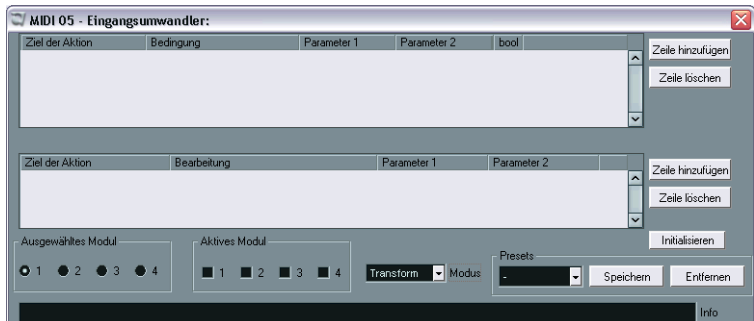 MIDI 05 - Eingangsumwandler:
Ziel der Aktion Bedingung Parameter 1 Parameter 2 bool
Zeile hinzufügen
Zeile löschen
Ziel der Aktion Bearbeitung Parameter 1 Parameter 2
Zeile hinzufügen
Zeile löschen
Initialisieren
Ausgewähltes Modul
1 2 3 4
Aktives Modul
1 2 3 4
Transform Modus
Presets
- Speichern Entfernen
Info